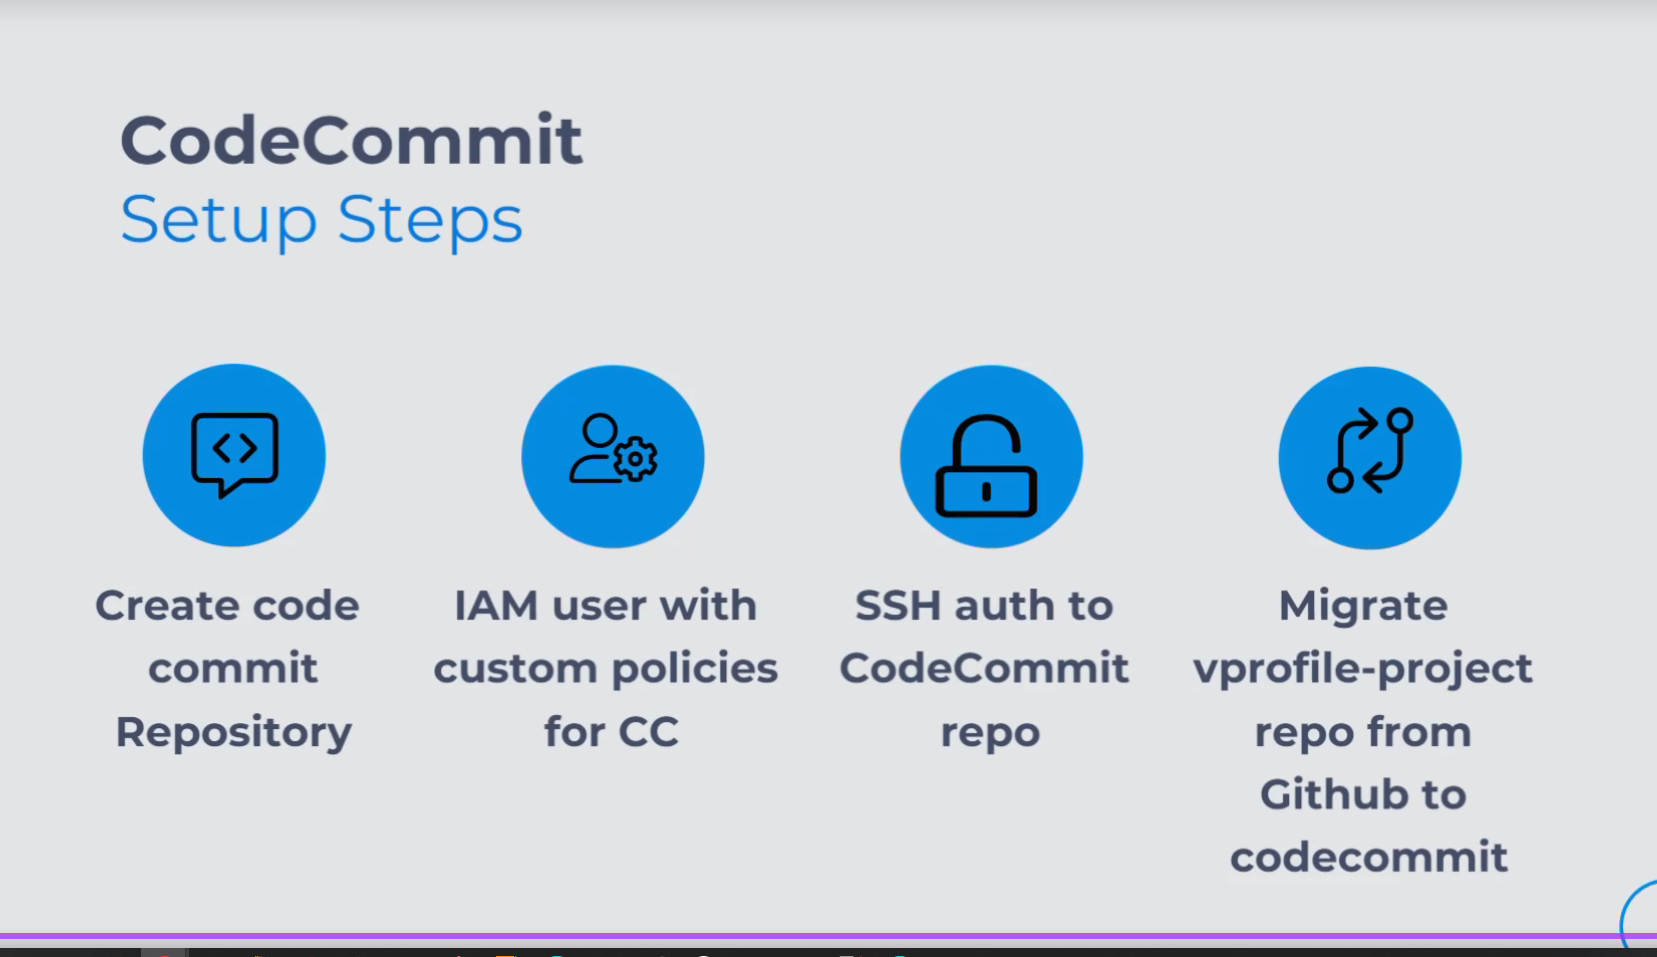 CodeCommit
Setup Steps
Create code
commit
Repository
IAM user with
custom policies
for CC
SSH auth to
CodeCommit
repo
Migrate
vprofile-project
repo from
Github to
codecommit